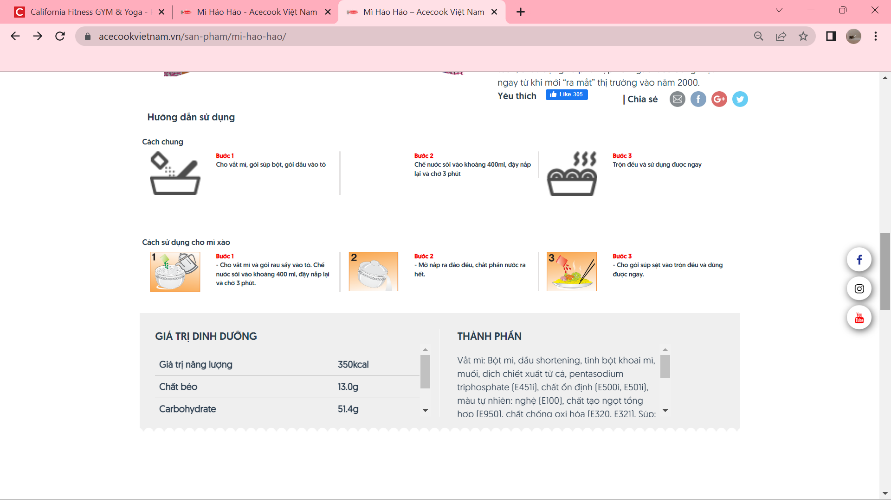 California Fitness GYM & Yoga -
Mì Hảo Hảo - Acecook Việt Nam
Mì Hảo Hảo – Acecook Việt Nam
acecookvietnam.vn/san-pham/mi-hao-hao/
ngay từ khi mới “ra mắt” thị trường vào năm 2000.
Yêu thích
Like 305
Chia sẻ
Hướng dẫn sử dụng
Cách chung
Bước 1
Cho vắt mì, gói súp bột, gói dầu vào tô
Bước 2
Chế nước sôi vào khoảng 400ml, đậy nắp
lại và chờ 3 phút
Bước 3
Trộn đều và sử dụng được ngay
Cách sử dụng cho mì xào
1
Bước 1
- Cho vắt mì và gói rau sấy vào tô. Chế
nước sôi vào khoảng 400 ml, đậy nắp lại
và chờ 3 phút.
2
Bước 2
- Mở nắp ra đảo đều, chắt phần nước ra
hết.
3
Bước 3
- Cho gói súp sệt vào trộn đều và dùng
được ngay.
GIÁ TRỊ DINH DƯỠNG
Giá trị năng lượng 350kcal
Chất béo 13.0g
Carbohydrate 51.4g
THÀNH PHẦN
Vắt mì: Bột mì, dầu shortening, tinh bột khoai mì,
muối, dịch chiết xuất từ cá, pentasodium
triphosphate (E451i), chất ổn định (E500i, E501i),
màu tự nhiên: nghệ (E100), chất tạo ngọt tổng
hợp (E950), chất chống oxi hóa (E320, E321). Súp: